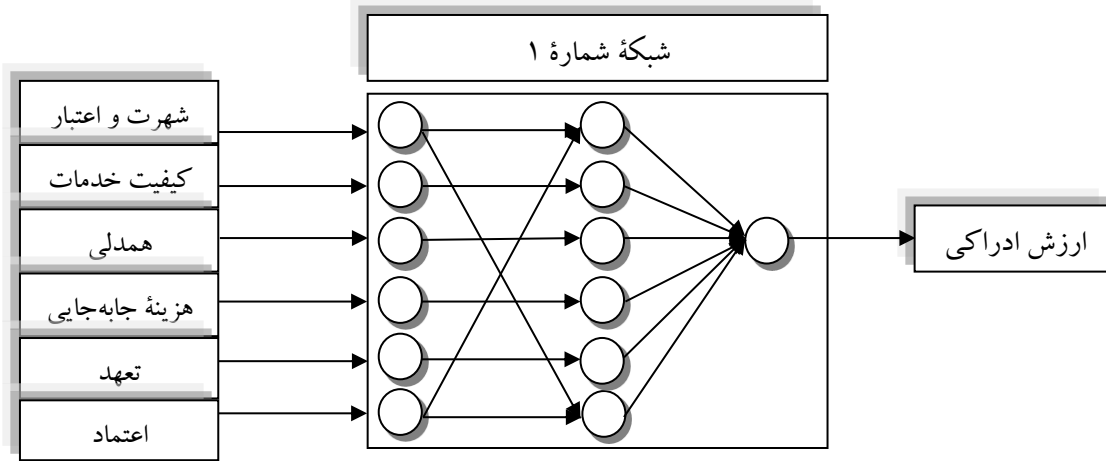 شبکهٔ شمارهٔ ۱
شهرت و اعتبار
کیفیت خدمات
همدلی
هزینهٔ جابه‌جایی
تعهد
اعتماد
ارزش ادراکی